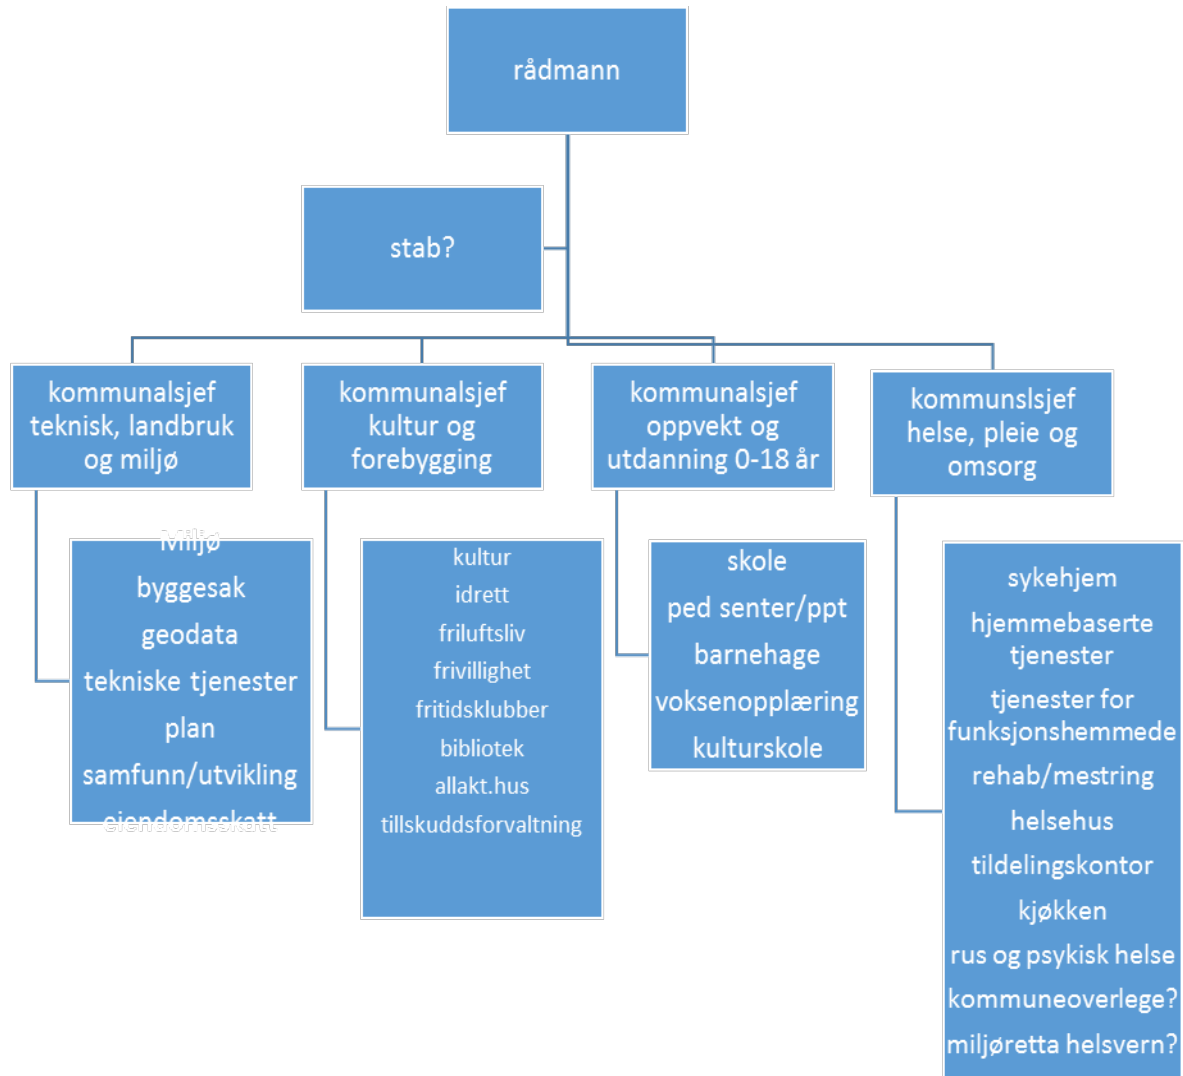 rådmann
stab?
kommunalsjef
teknisk, landbruk
og miljø
kommunalsjef
kultur og
forebygging
kommunalsjef
oppvekt og
utdanning 0-18 år
kommunslsjef
helse, pleie og
omsorg
Miljø
byggesak
geodata
tekniske tjenester
plan
samfunn/utvikling
eiendomsskatt
kultur
idrett
friluftsliv
frivillighet
fritidsklubber
bibliotek
allakt.hus
tillskuddsforvaltning
skole
ped senter/ppt
barnehage
voksenopplæring
kulturskole
sykehjem
hjemmebaserte
tjenester
tjenester for
funksjonshemmede
rehab/mestring
helsehus
tildelingskontor
kjøkken
rus og psykisk helse
kommuneoverlege?
miljøretta helsvern?